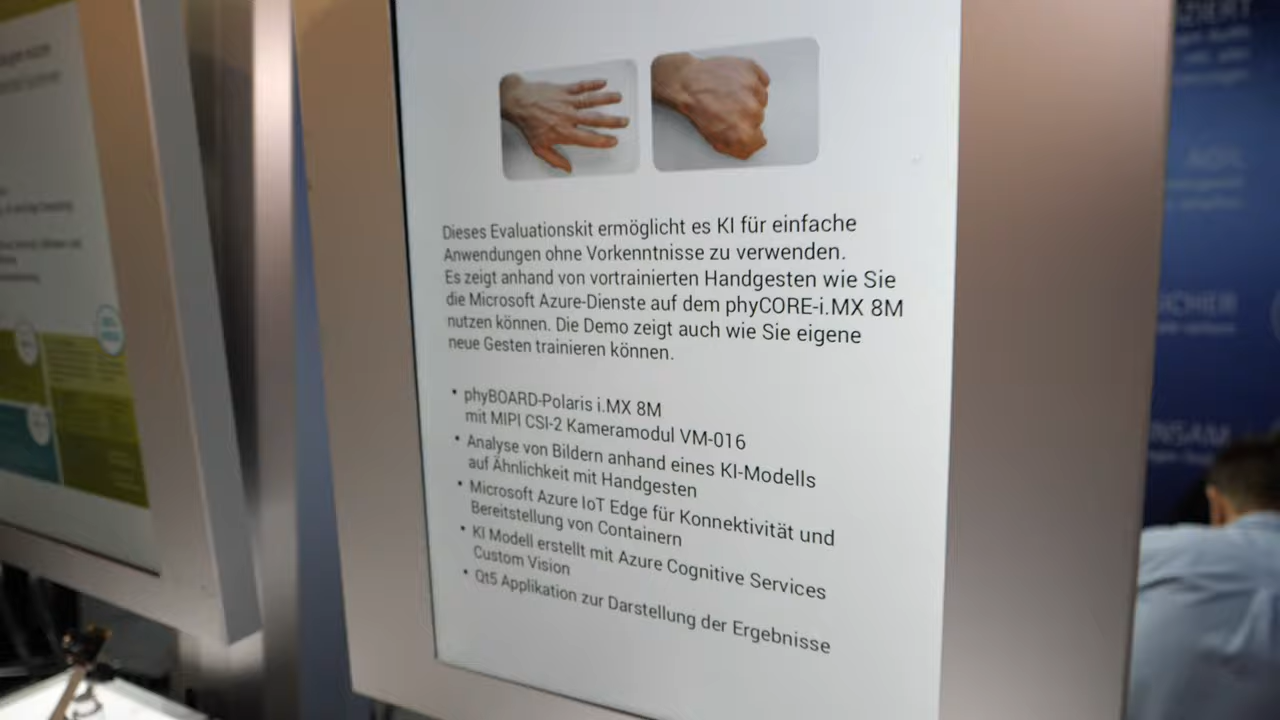 Dieses Evaluationskit ermöglicht es KI für einfache
Anwendungen ohne Vorkenntnisse zu verwenden.
Es zeigt anhand von vortrainierten Handgesten wie Sie
die Microsoft Azure-Dienste auf dem phyCORE-i.MX 8M
nutzen können. Die Demo zeigt auch wie Sie eigene
neue Gesten trainieren können.
• phyBOARD-Polaris i.MX 8M
mit MIPI CSI-2 Kameramodul VM-016
• Analyse von Bildern anhand eines KI-Modells
auf Ähnlichkeit mit Handgesten
• Microsoft Azure IoT Edge für Konnektivität und
Bereitstellung von Containern
• KI Modell erstellt mit Azure Cognitive Services
Custom Vision
• Qt5 Applikation zur Darstellung der Ergebnisse